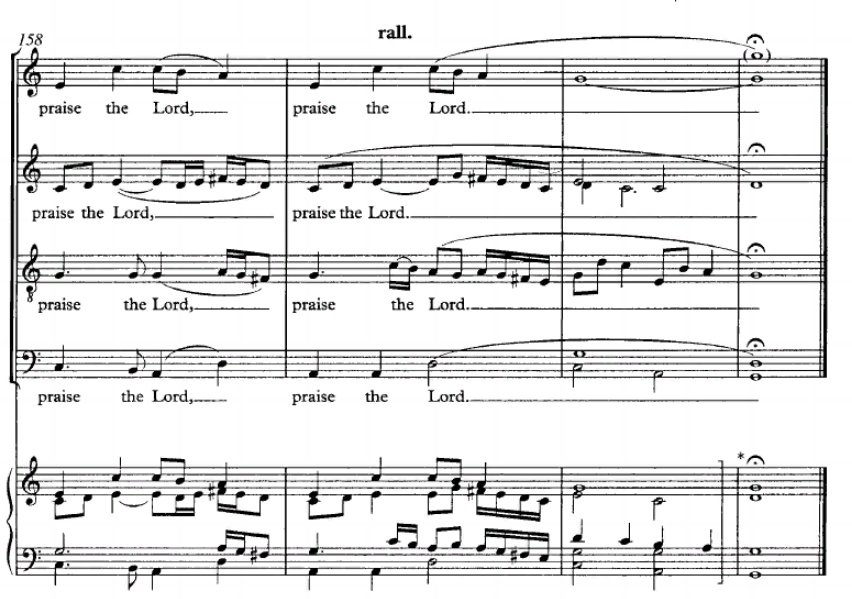 158
rall.
praise the Lord, praise the Lord.
praise the Lord, praise the Lord.
8
praise the Lord, praise the Lord.
praise the Lord, praise the Lord.
*